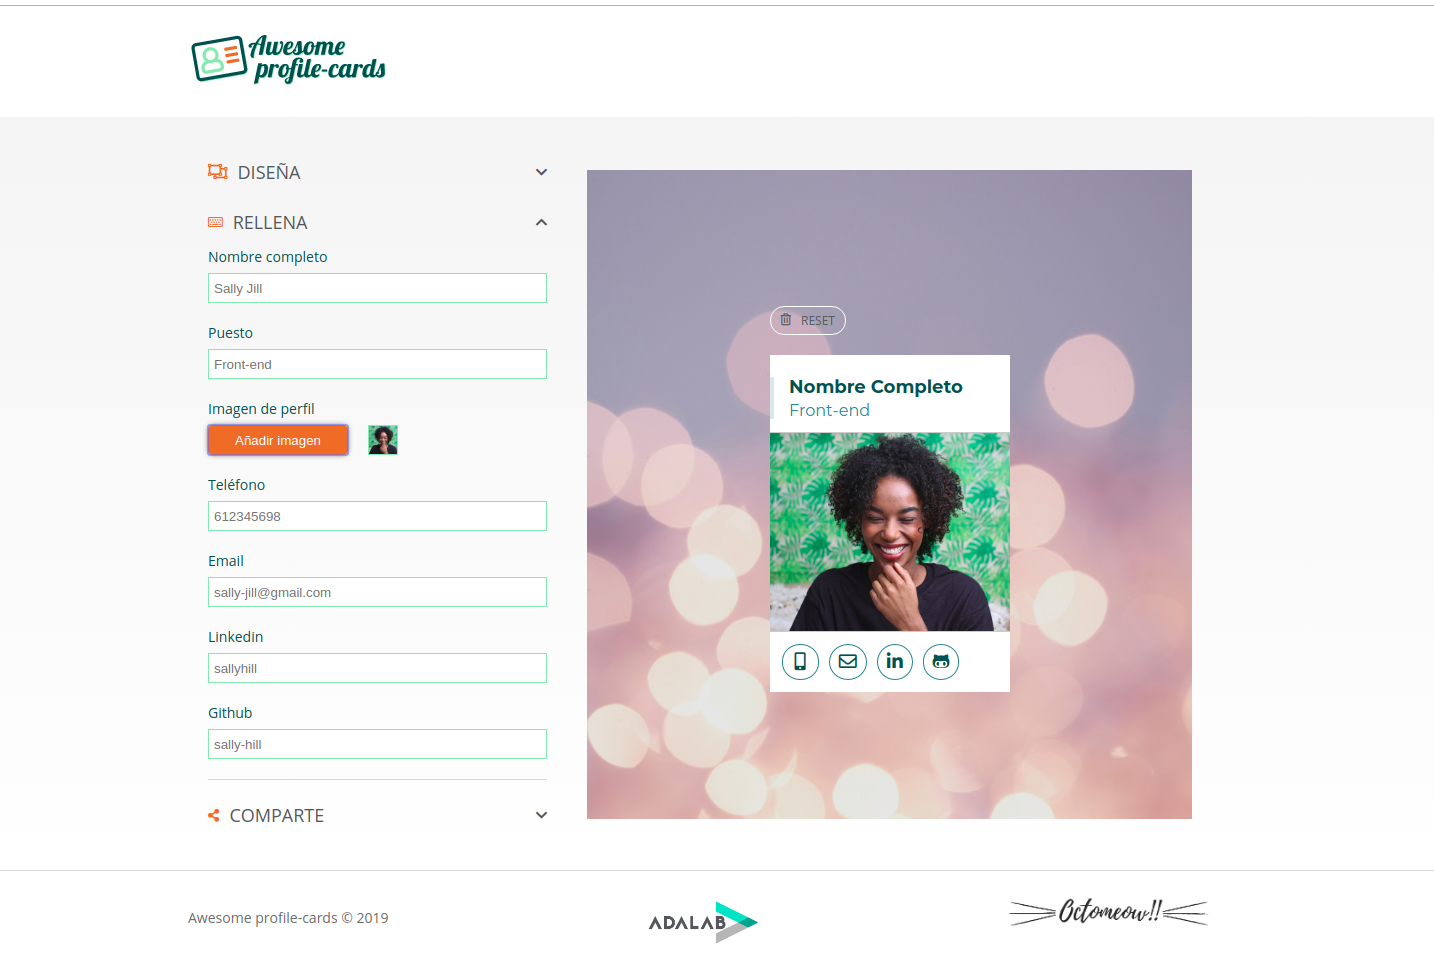 Awesome
profile-cards
DISEÑA
RELLENA
Nombre completo
Sally Jill
Puesto
Front-end
Imagen de perfil
Añadir imagen
Teléfono
612345698
Email
sally-jill@gmail.com
Linkedin
sallyhill
Github
sally-hill
COMPARTE
RESET
Nombre Completo
Front-end
in
Awesome profile-cards © 2019
ADALAB
Octomeow!!